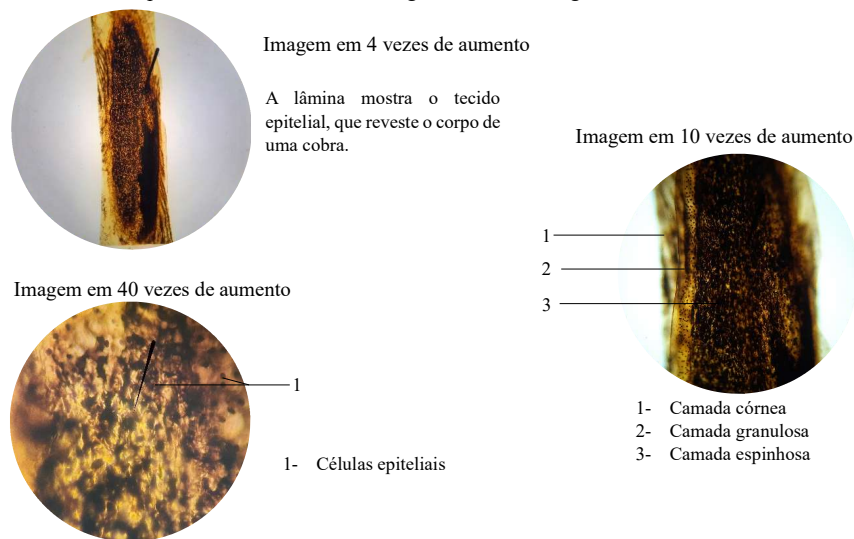 Imagem em 4 vezes de aumento
A lâmina mostra o tecido
epitelial, que reveste o corpo de
uma cobra.
Imagem em 10 vezes de aumento
1
2
3
1- Camada córnea
2- Camada granulosa
3- Camada espinhosa
Imagem em 40 vezes de aumento
1
1- Células epiteliais